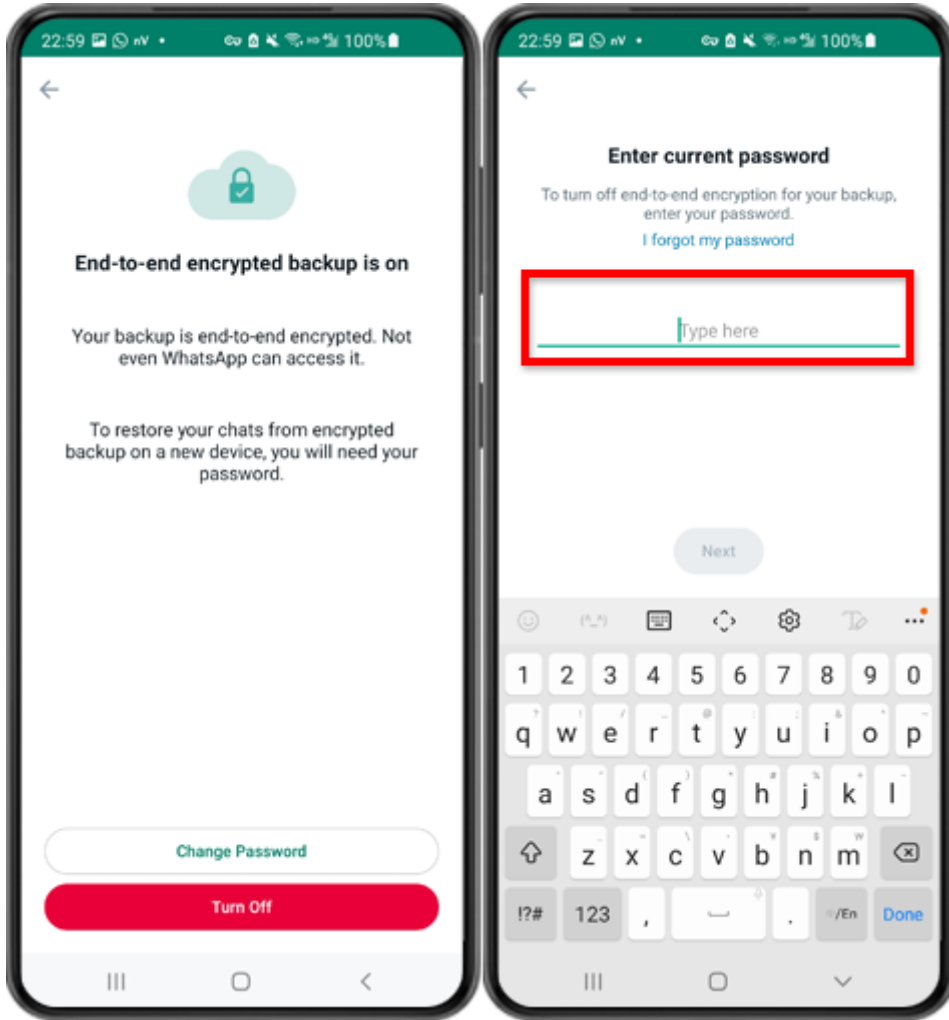 22:59
100%
End-to-end encrypted backup is on
Your backup is end-to-end encrypted. Not
even WhatsApp can access it.
To restore your chats from encrypted
backup on a new device, you will need your
password.
Change Password
Turn Off
22:59
100%
Enter current password
To turn off end-to-end encryption for your backup,
enter your password.
I forgot my password
Type here
Next
1 2 3 4 5 6 7 8 9 0
q w e r t y u i o p
a s d f g h j k l
z x c v b n m
!?# 123 , . /En Done